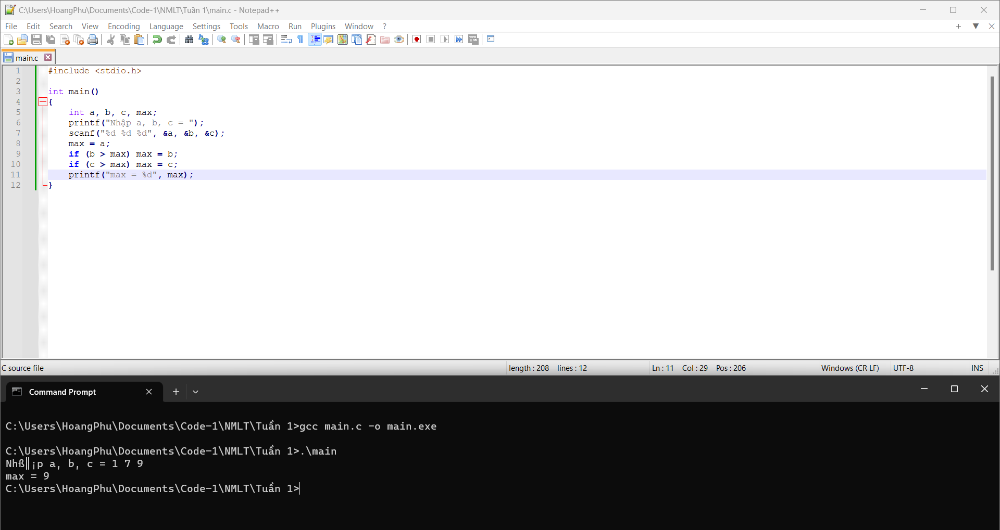 C:\Users\HoangPhu\Documents\Code-1\NMLT\Tuần 1\main.c - Notepad++
File Edit Search View Encoding Language Settings Tools Macro Run Plugins Window ?
main.c
1 #include <stdio.h>
2
3 int main()
4 {
5 int a, b, c, max;
6 printf("Nhập a, b, c = ");
7 scanf("%d %d %d", &a, &b, &c);
8 max = a;
9 if (b > max) max = b;
10 if (c > max) max = c;
11 printf("max = %d", max);
12 }
C source file length : 208 lines : 12 Ln : 11 Col : 29 Pos : 206 Windows (CR LF) UTF-8 INS
Command Prompt
C:\Users\HoangPhu\Documents\Code-1\NMLT\Tuần 1>gcc main.c -o main.exe
C:\Users\HoangPhu\Documents\Code-1\NMLT\Tuần 1>.\main
Nhß║¡p a, b, c = 1 7 9
max = 9
C:\Users\HoangPhu\Documents\Code-1\NMLT\Tuần 1>